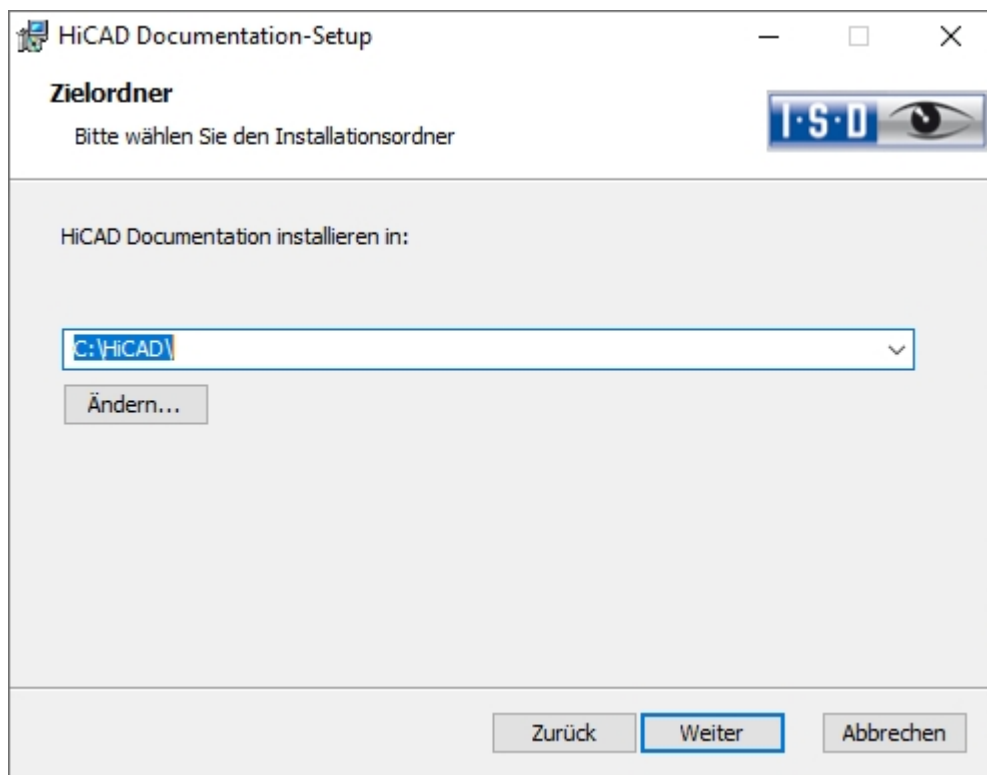 HiCAD Documentation-Setup
Zielordner
Bitte wählen Sie den Installationsordner
I·S·D
HiCAD Documentation installieren in:
C:\HiCAD\
Ändern...
Zurück Weiter Abbrechen